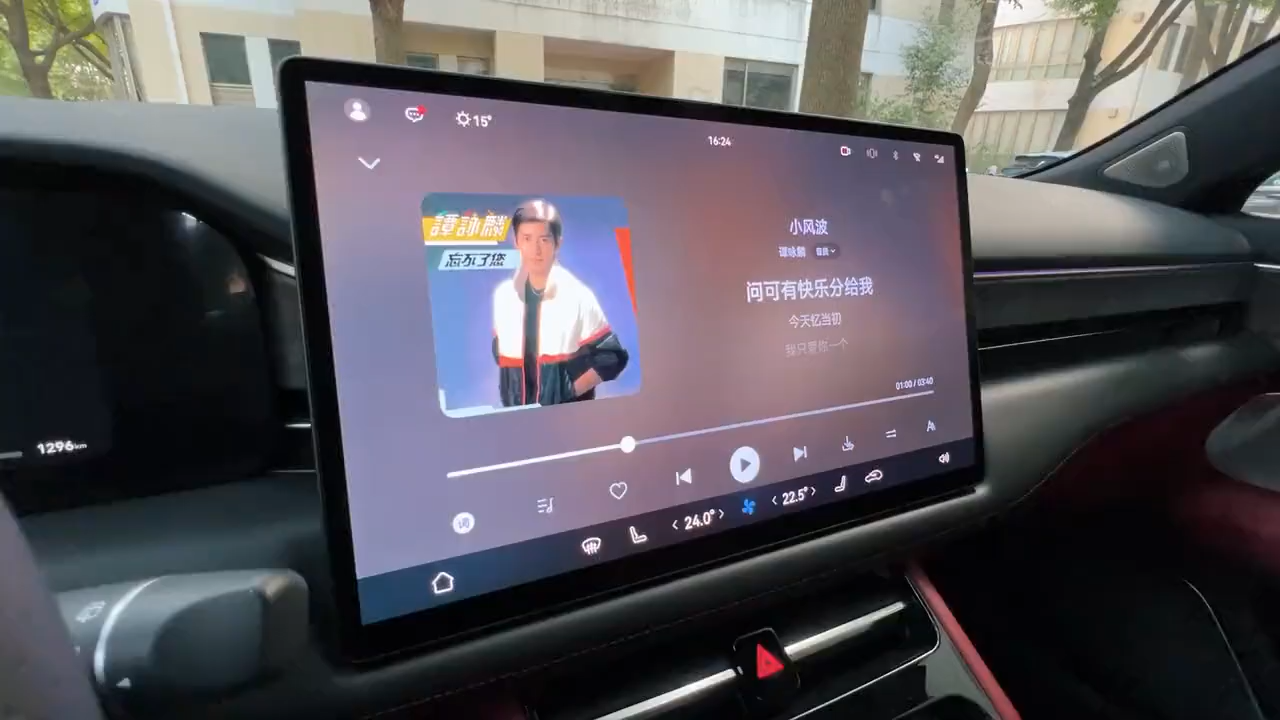 15°
16:24
譚詠麟
忘不了您
小风波
谭咏麟
问可有快乐分给我
今天忆当初
我只爱你一个
01:00 / 03:40
词
24.0°
22.5°
1296km